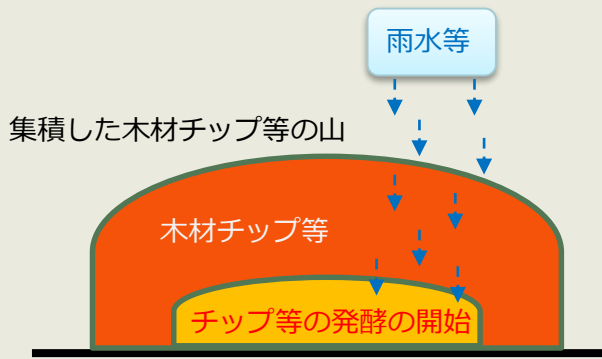 雨水等
集積した木材チップ等の山
木材チップ等
チップ等の発酵の開始